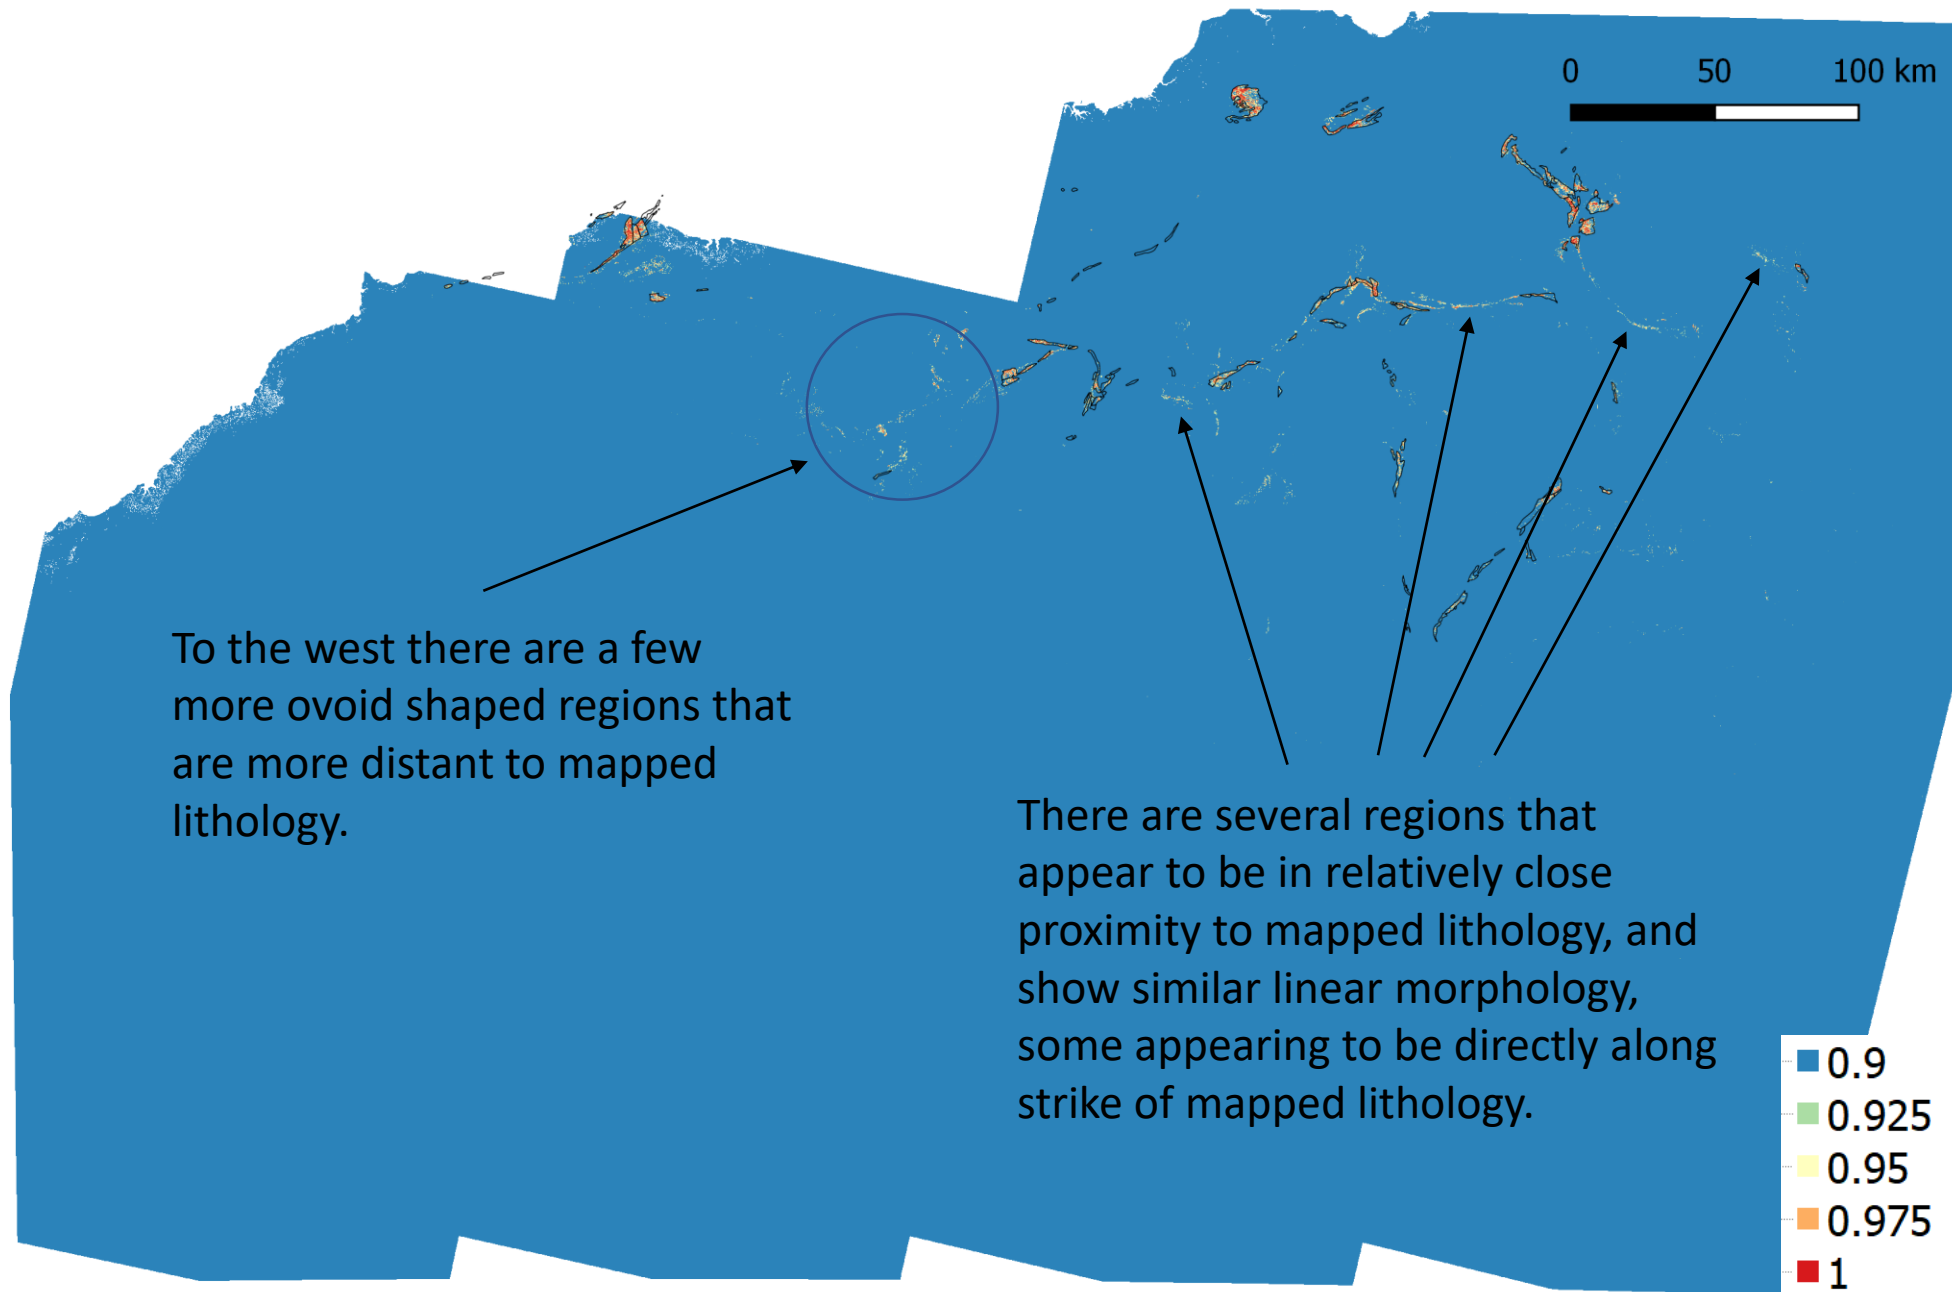 0 50 100 km
To the west there are a few
more ovoid shaped regions that
are more distant to mapped
lithology.
There are several regions that
appear to be in relatively close
proximity to mapped lithology, and
show similar linear morphology,
some appearing to be directly along
strike of mapped lithology.
0.9
0.925
0.95
0.975
1